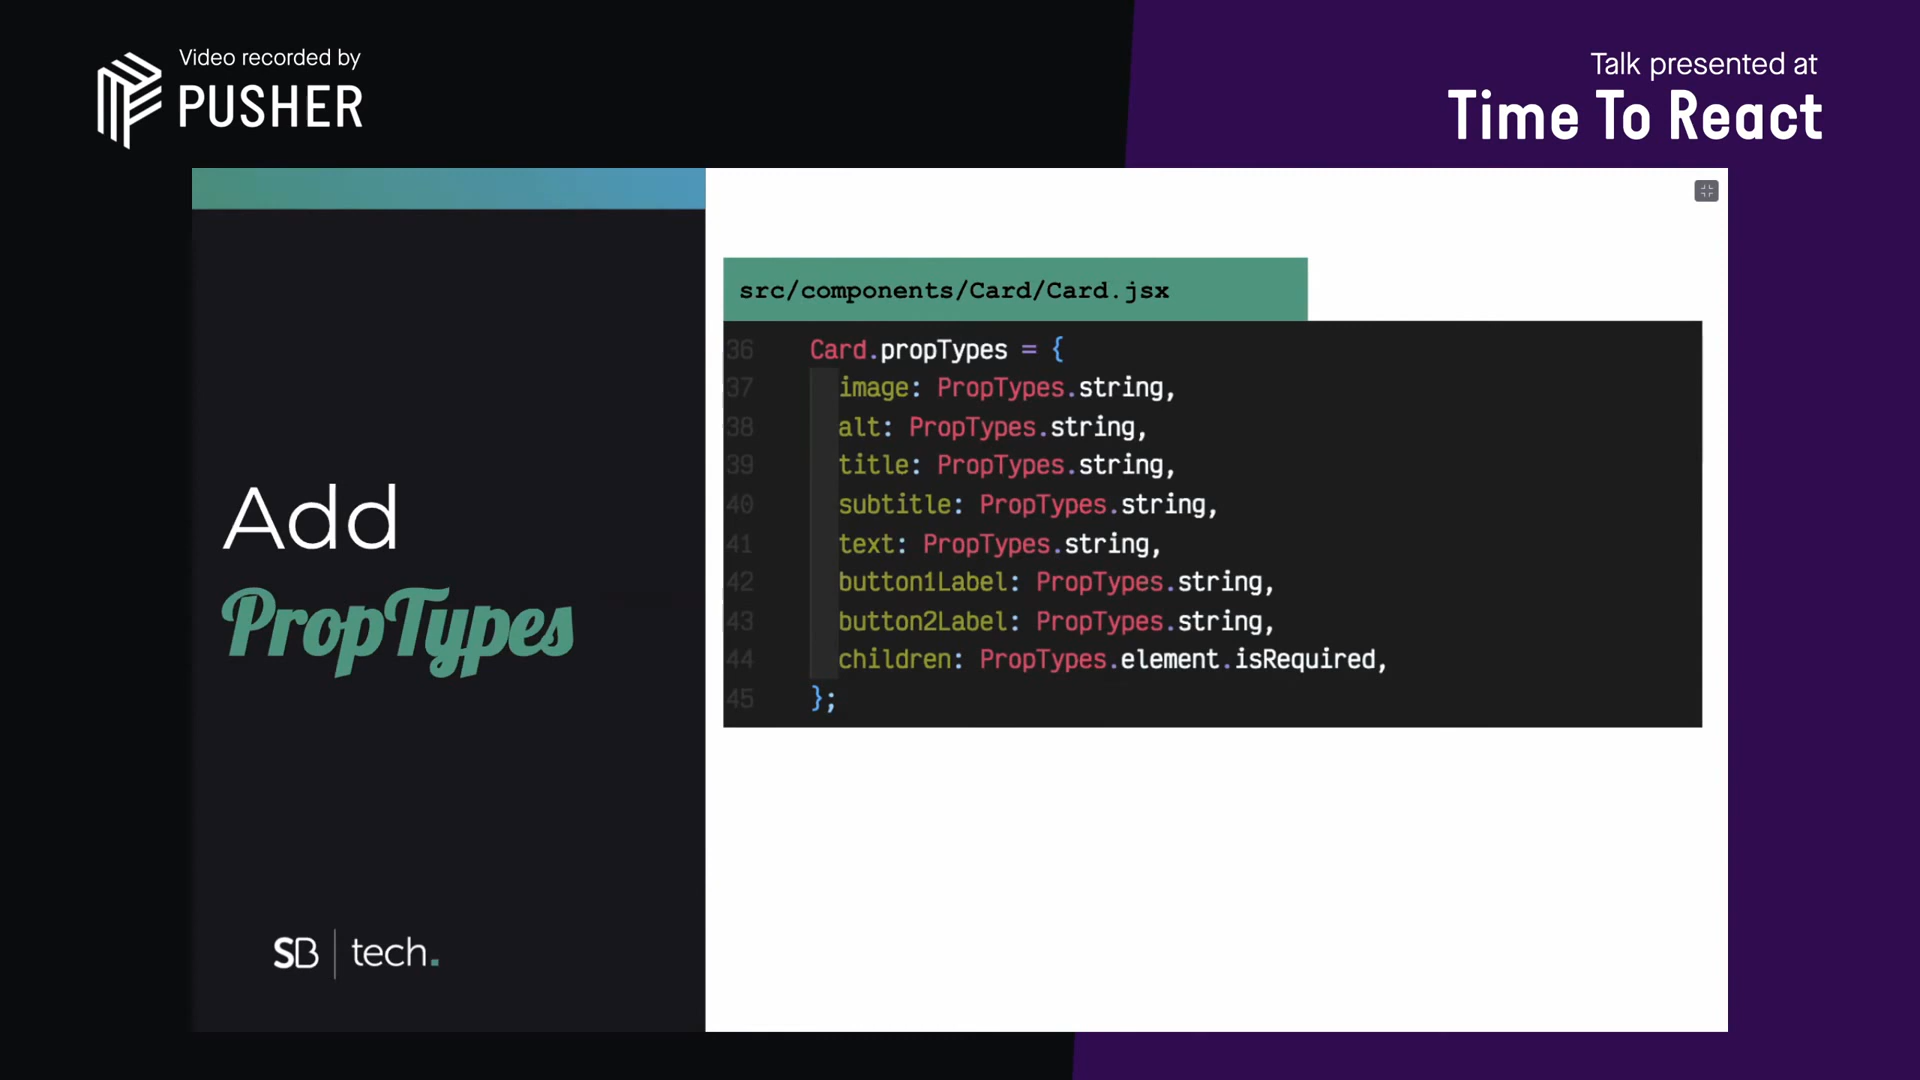 Video recorded by
PUSHER
Talk presented at
Time To React
Add
PropTypes
SB | tech.
src/components/Card/Card.jsx
36 Card.propTypes = {
37 image: PropTypes.string,
38 alt: PropTypes.string,
39 title: PropTypes.string,
40 subtitle: PropTypes.string,
41 text: PropTypes.string,
42 button1Label: PropTypes.string,
43 button2Label: PropTypes.string,
44 children: PropTypes.element.isRequired,
45 };